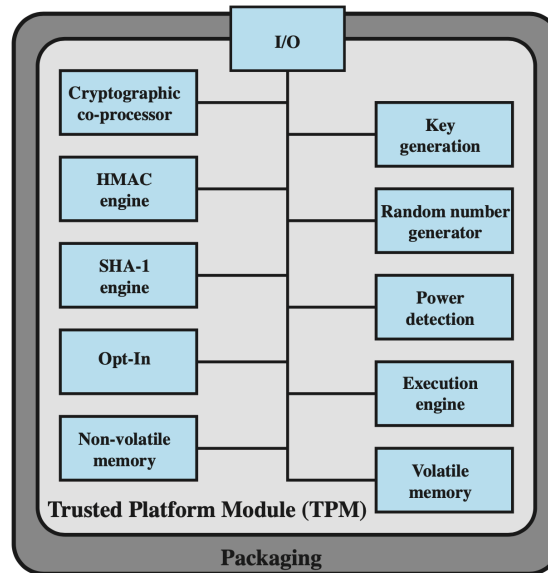 I/O
Cryptographic
co-processor
Key
generation
HMAC
engine
Random number
generator
SHA-1
engine
Power
detection
Opt-In
Execution
engine
Non-volatile
memory
Volatile
memory
Trusted Platform Module (TPM)
Packaging